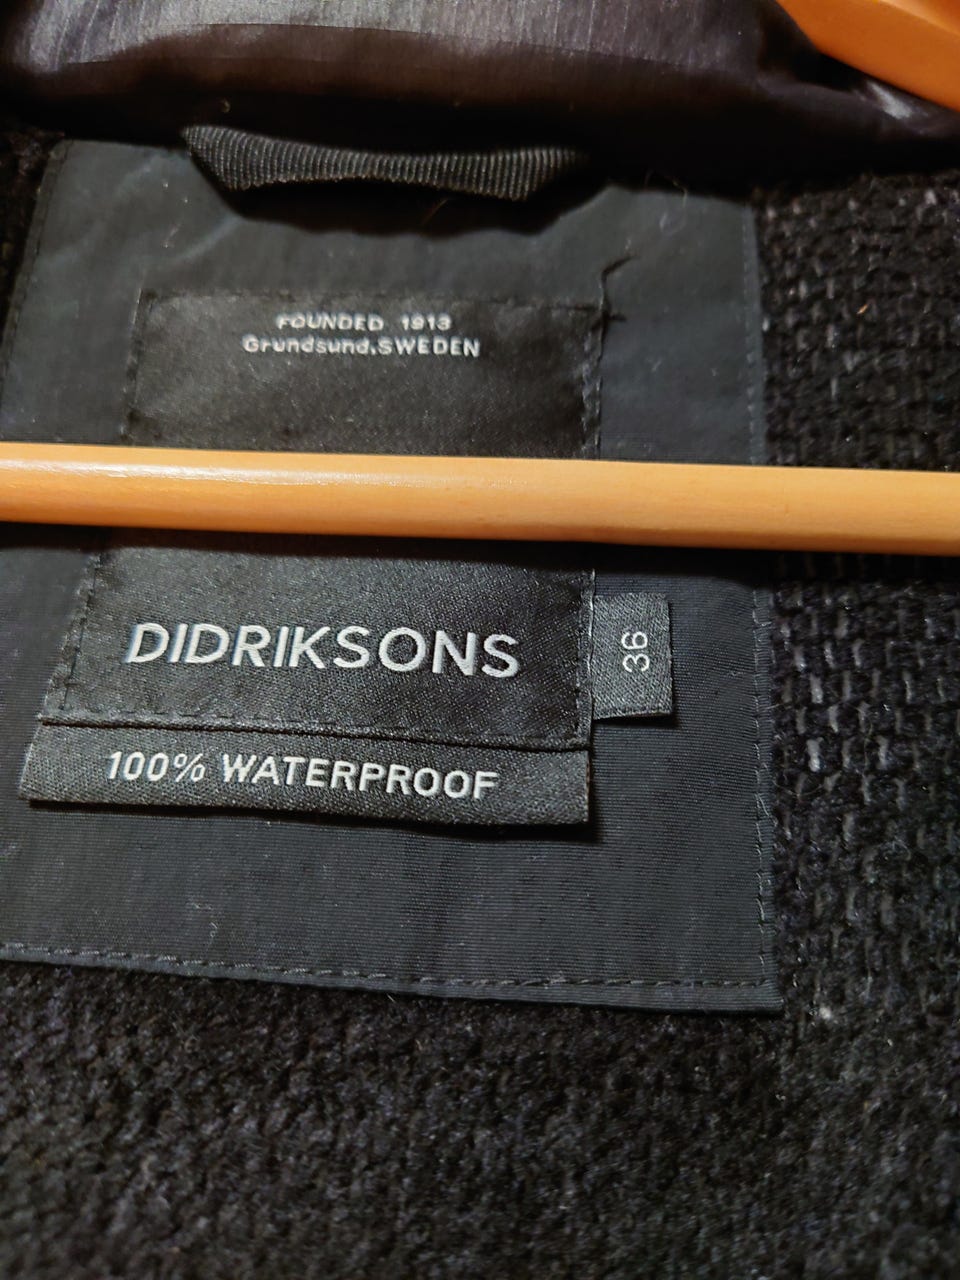 FOUNDED 1913
Grundsund, SWEDEN
DIDRIKSONS
36
100% WATERPROOF